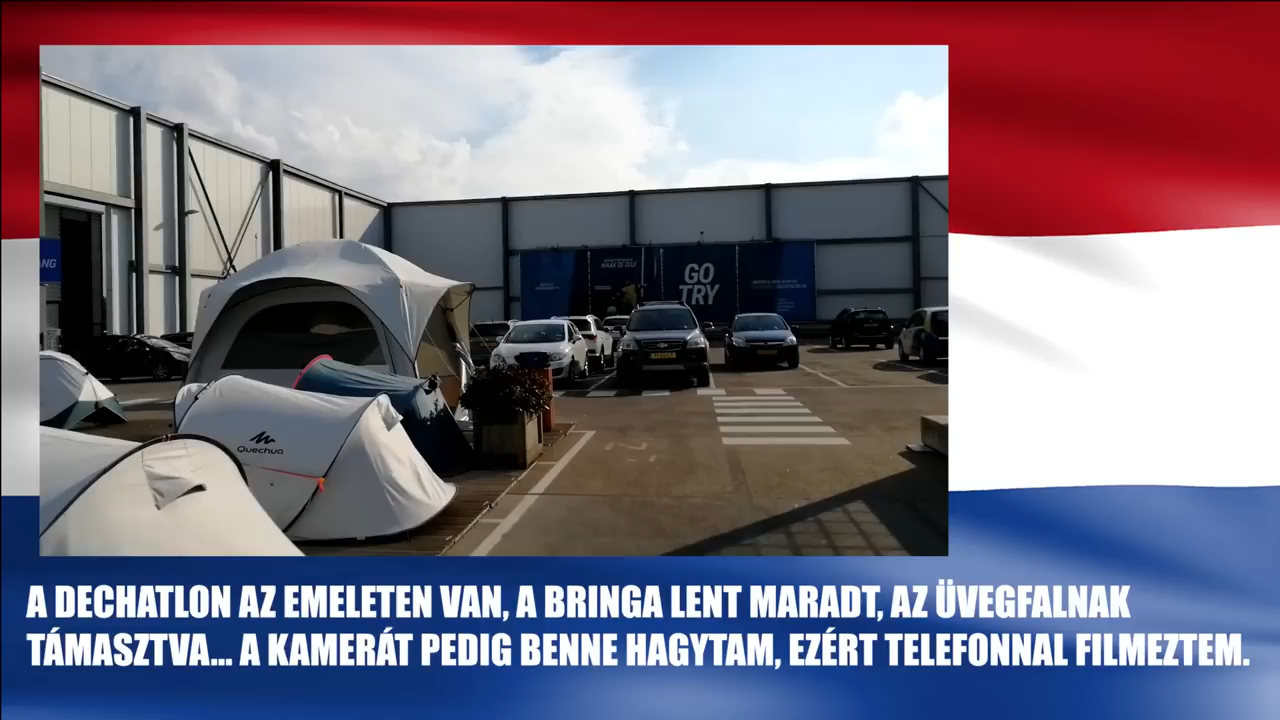 NG
GO
TRY
Quechua
A DECHATLON AZ EMELETEN VAN, A BRINGA LENT MARADT, AZ ÜVEGFALNAK
TÁMASZTVA... A KAMERÁT PEDIG BENNE HAGYTAM, EZÉRT TELEFONNAL FILMEZTEM.